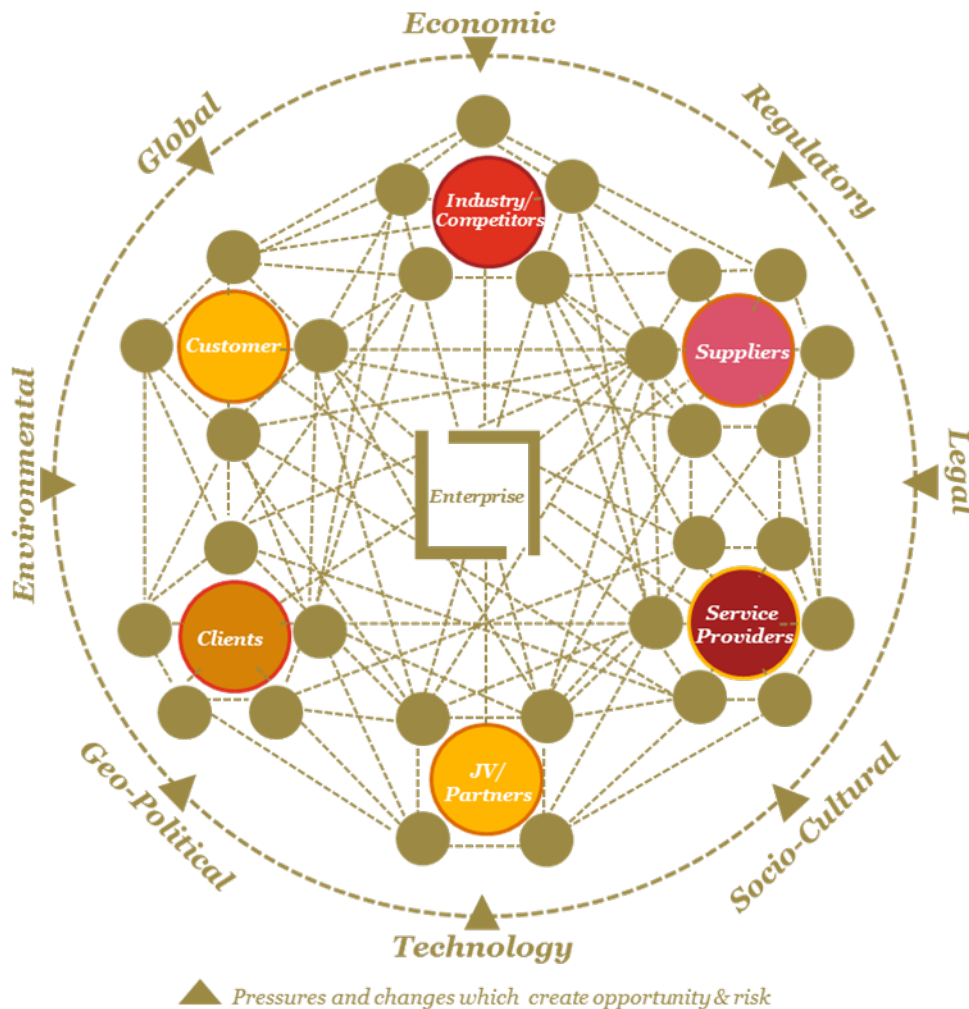 Economic
Global
Regulatory
Industry/
Competitors
Customer
Suppliers
Environmental
Enterprise
Legal
Clients
Service
Providers
JV/
Partners
Geo-Political
Socio-Cultural
Technology
Pressures and changes which create opportunity & risk